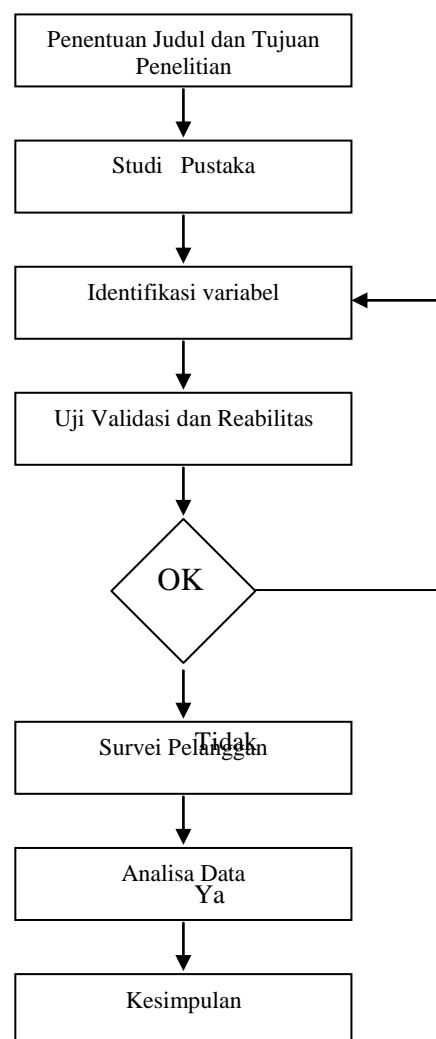 Penentuan Judul dan Tujuan
Penelitian
Studi Pustaka
Identifikasi variabel
Uji Validasi dan Reabilitas
OK
Tidak
Survei Pelanggan
Analisa Data
Ya
Kesimpulan